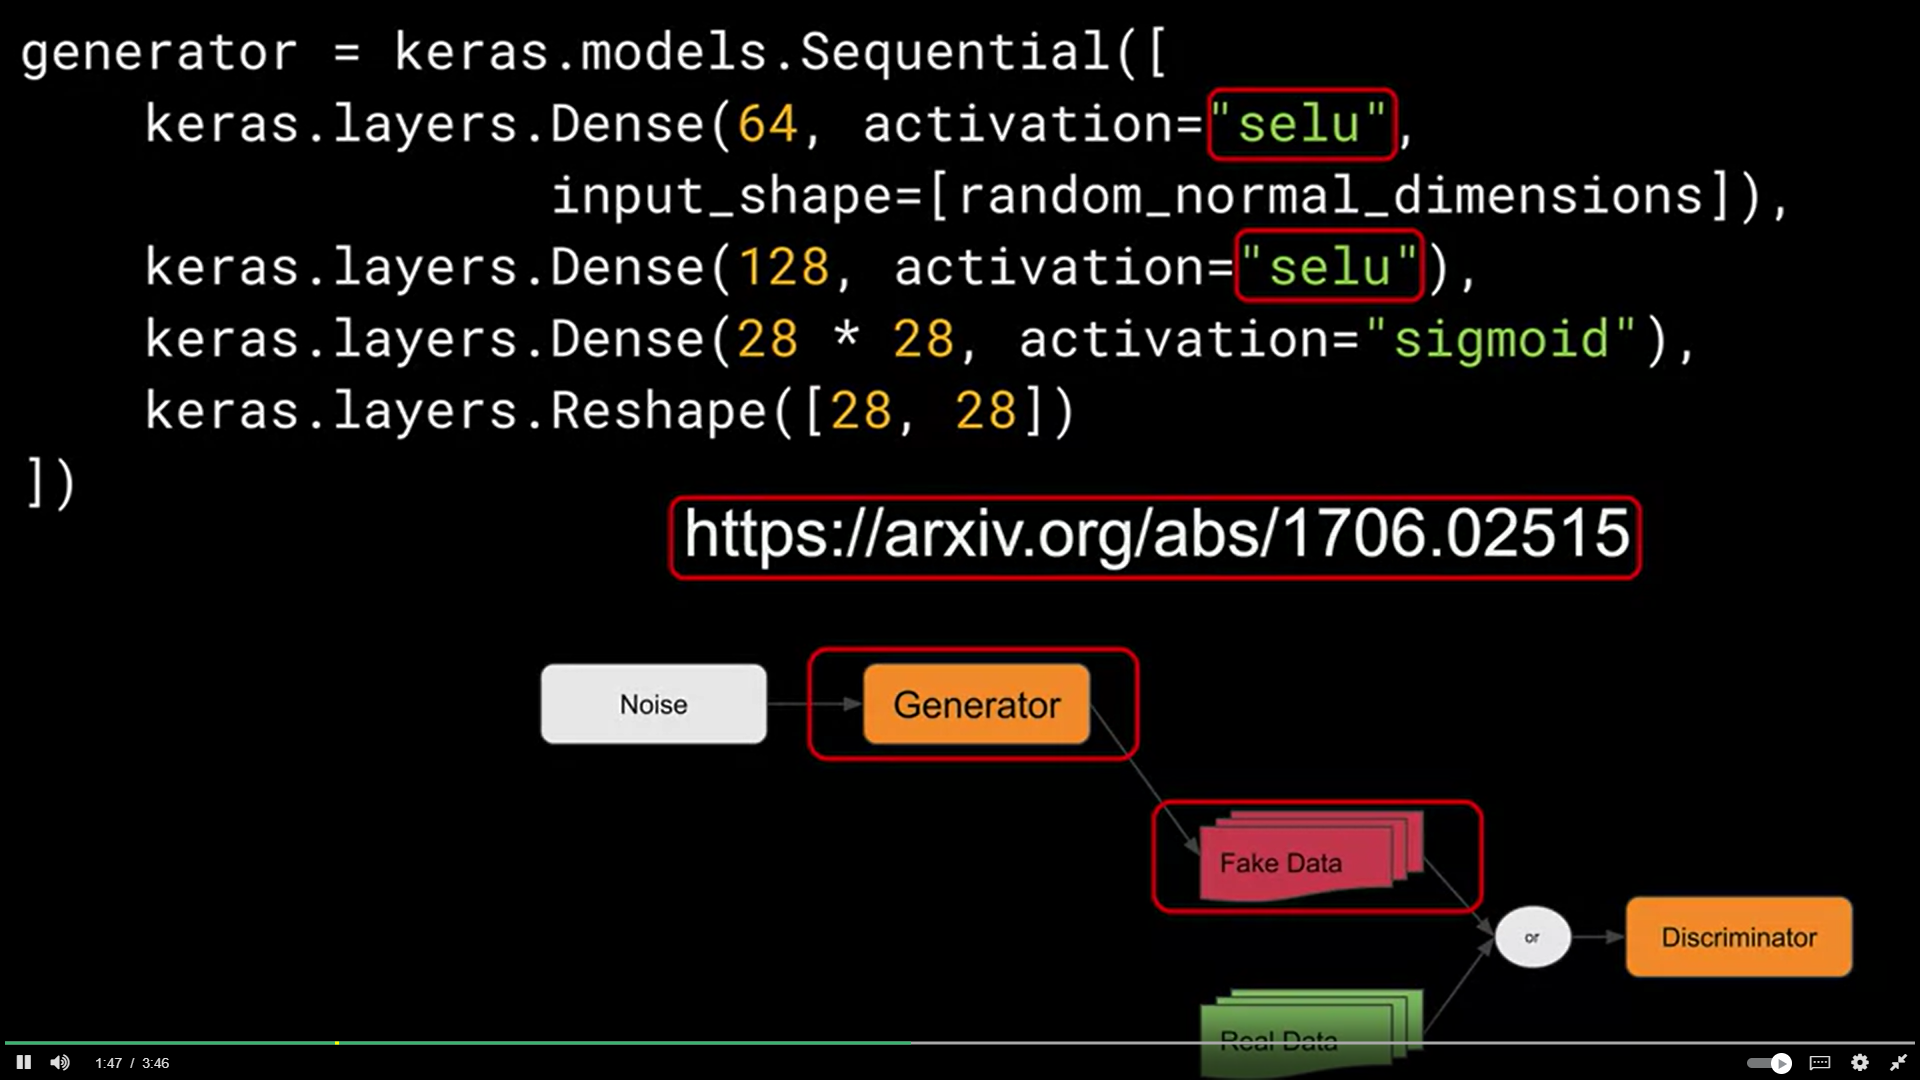 generator = keras.models.Sequential([
    keras.layers.Dense(64, activation="selu",
                       input_shape=[random_normal_dimensions]),
    keras.layers.Dense(128, activation="selu"),
    keras.layers.Dense(28 * 28, activation="sigmoid"),
    keras.layers.Reshape([28, 28])
])
https://arxiv.org/abs/1706.02515
Noise
Generator
Fake Data
or
Discriminator
Real Data
1:47 / 3:46